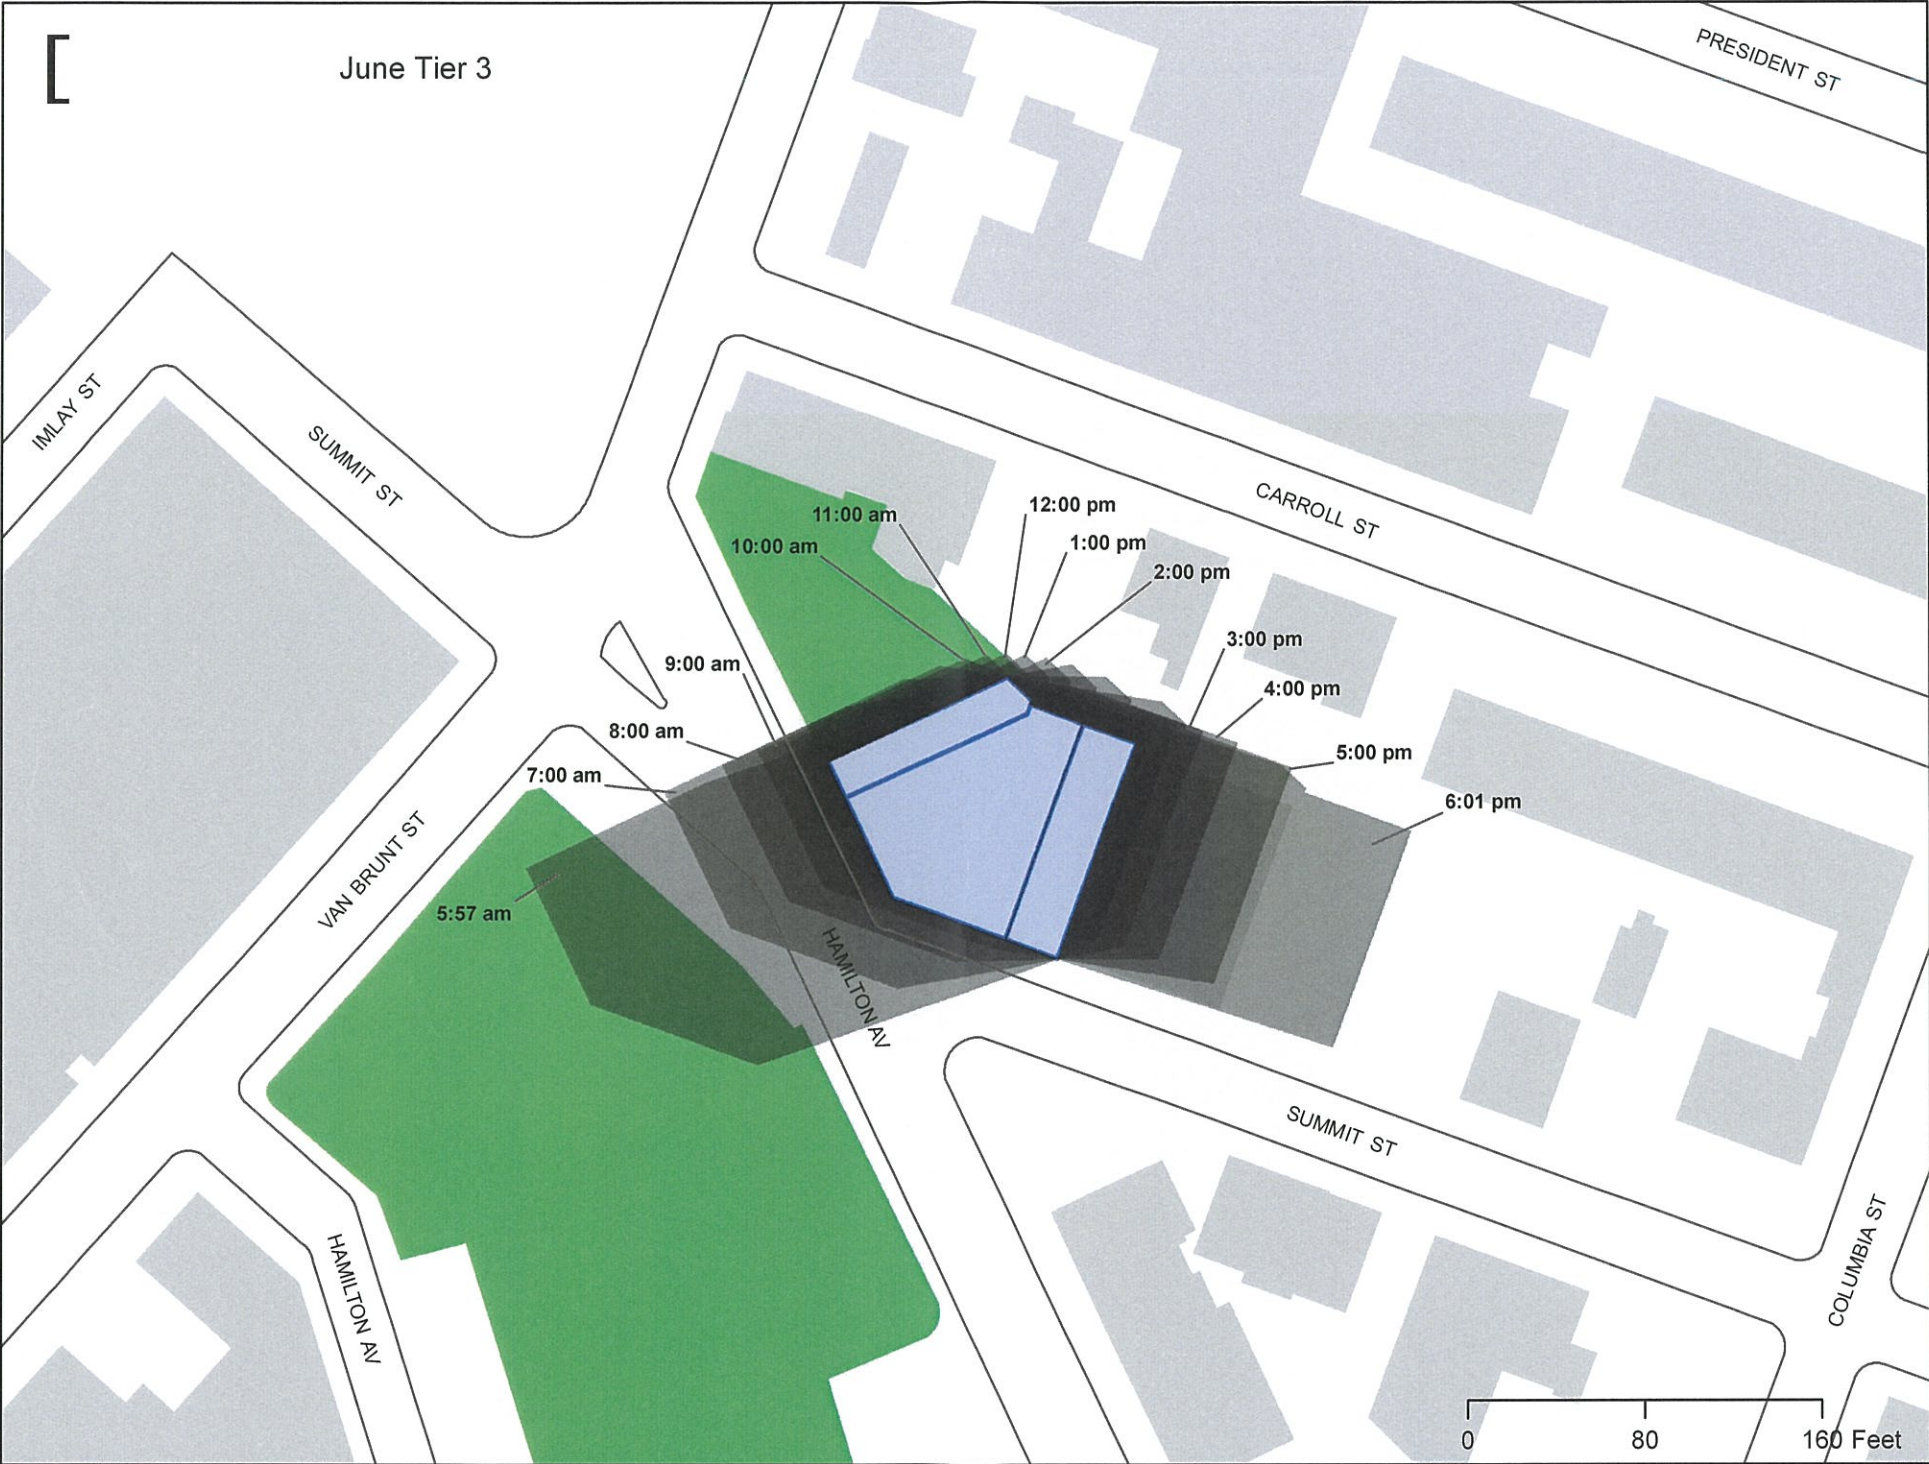 [
June Tier 3
PRESIDENT ST
IMLAY ST
SUMMIT ST
CARROLL ST
11:00 am
12:00 pm
10:00 am
1:00 pm
2:00 pm
3:00 pm
9:00 am
4:00 pm
8:00 am
5:00 pm
7:00 am
6:01 pm
VAN BRUNT ST
5:57 am
HAMILTON AV
SUMMIT ST
COLUMBIA ST
HAMILTON AV
0 80 160 Feet